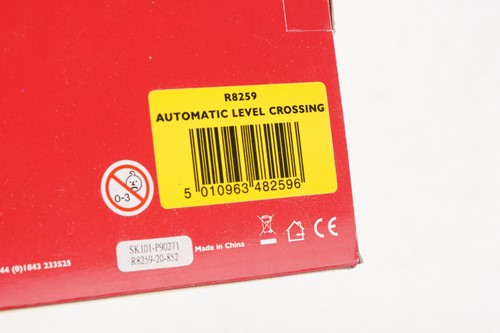 R8259
AUTOMATIC LEVEL CROSSING
5 010963 482596
0-3
SK101-P90271
R8259-20-852
Made in China
CE
44 (0)1843 233525